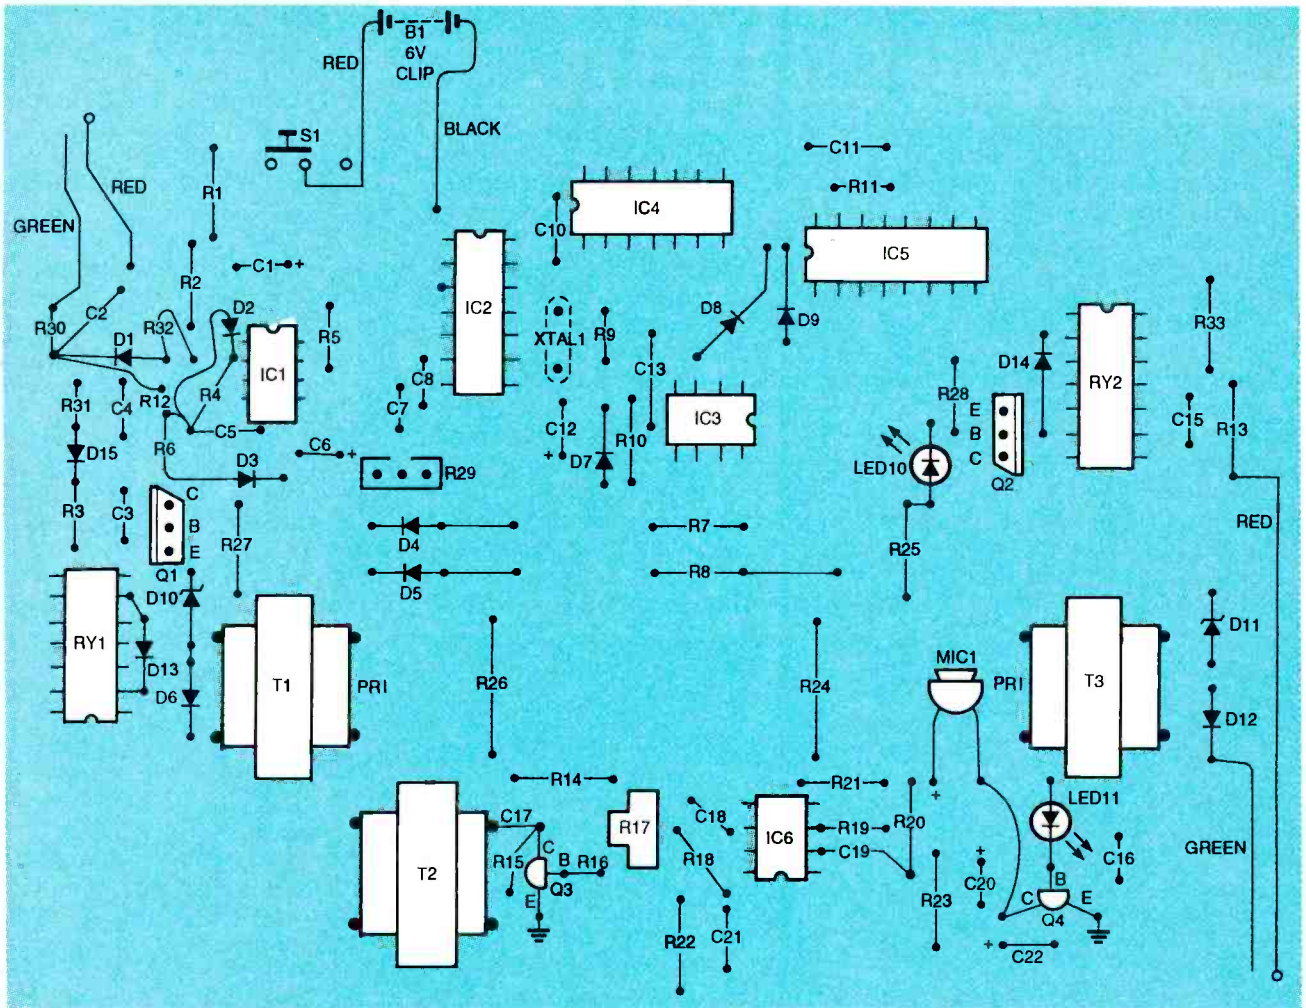 B1
6V
CLIP
RED
S1
BLACK
C11
R1
RED
R11
GREEN
IC4
C10
IC5
C1 +
R2
C2
D2
IC2
D8
D9
R30
R32
R5
XTAL1
R9
R33
D1
C13
D14
IC1
C8
RY2
R31
C4
R12
R4
C7
R28
E
B
C
C15
R13
C5
C12
+
R10
IC3
D15
R6
C6 +
D7
LED10
D3
R29
Q2
R3
C3
C
B
E
R27
D4
R7
RED
Q1
R25
D5
R8
D10
RY1
D13
D11
MIC1
D6
T1
PRI
R26
R24
PRI
T3
D12
R14
R21
+
LED11
C17
C18
R20
R17
IC6
R19
C19
C16
GREEN
R15
C
B
R16
R18
+
T2
E
Q3
C20
B
R23
C
E
Q4
R22
C21
+
C22